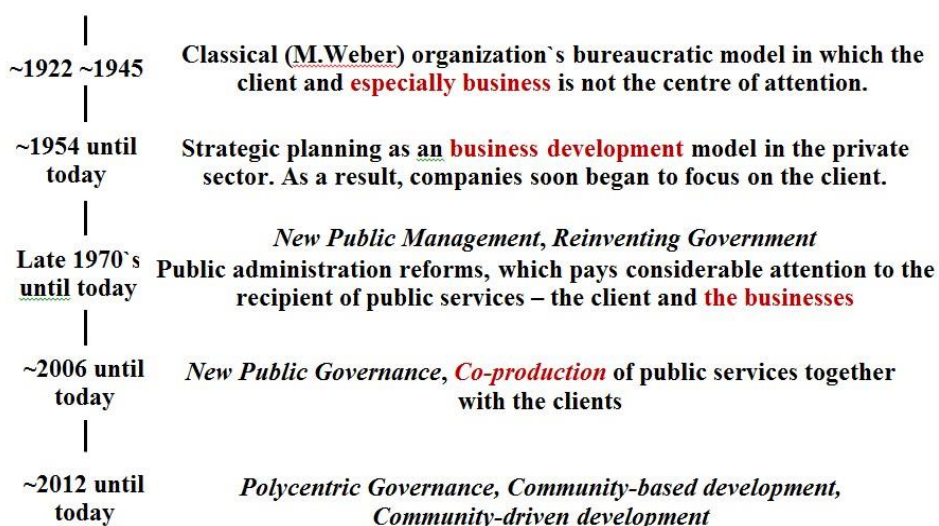 ~1922 ~1945
Classical (M.Weber) organization`s bureaucratic model in which the
client and especially business is not the centre of attention.
~1954 until
today
Strategic planning as an business development model in the private
sector. As a result, companies soon began to focus on the client.
Late 1970`s
until today
New Public Management, Reinventing Government
Public administration reforms, which pays considerable attention to the
recipient of public services – the client and the businesses
~2006 until
today
New Public Governance, Co-production of public services together
with the clients
~2012 until
today
Polycentric Governance, Community-based development,
Community-driven development